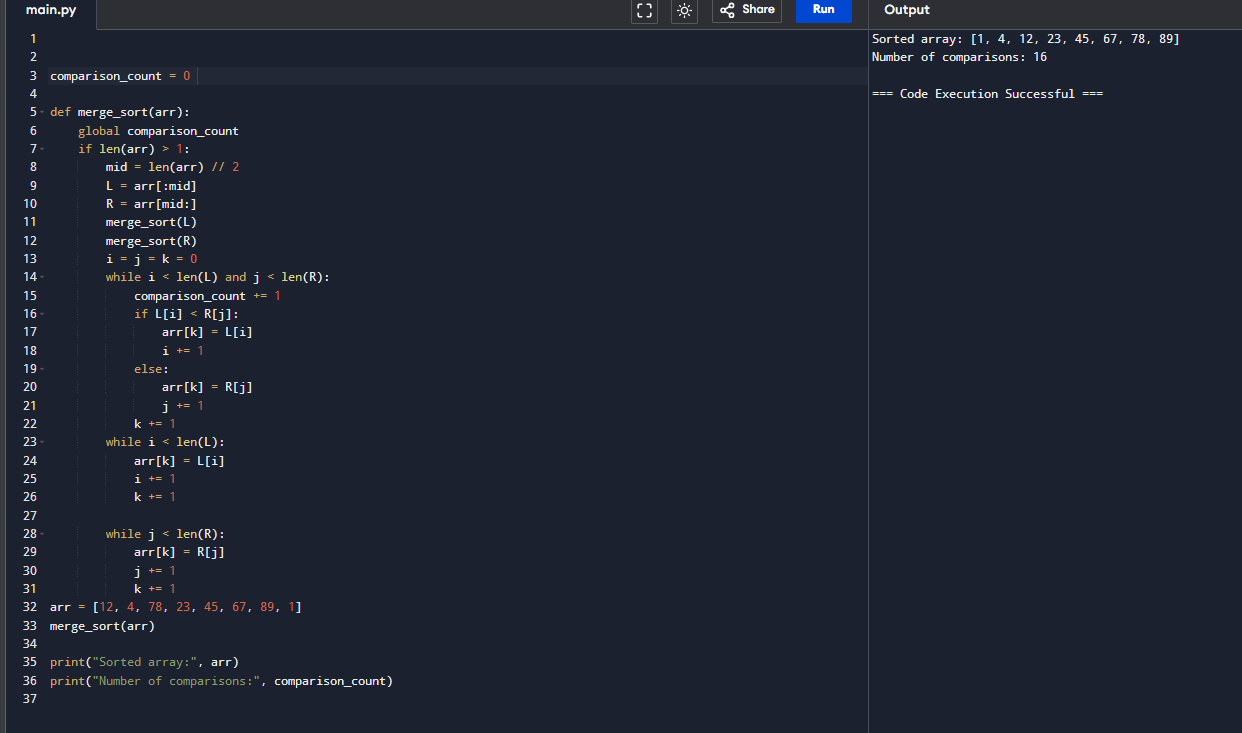 main.py
Share
Run
Output
1
2
3 comparison_count = 0
4
5 def merge_sort(arr):
6     global comparison_count
7     if len(arr) > 1:
8         mid = len(arr) // 2
9         L = arr[:mid]
10         R = arr[mid:]
11         merge_sort(L)
12         merge_sort(R)
13         i = j = k = 0
14         while i < len(L) and j < len(R):
15             comparison_count += 1
16             if L[i] < R[j]:
17                 arr[k] = L[i]
18                 i += 1
19             else:
20                 arr[k] = R[j]
21                 j += 1
22             k += 1
23         while i < len(L):
24             arr[k] = L[i]
25             i += 1
26             k += 1
27
28         while j < len(R):
29             arr[k] = R[j]
30             j += 1
31             k += 1
32 arr = [12, 4, 78, 23, 45, 67, 89, 1]
33 merge_sort(arr)
34
35 print("Sorted array:", arr)
36 print("Number of comparisons:", comparison_count)
37
Sorted array: [1, 4, 12, 23, 45, 67, 78, 89]
Number of comparisons: 16
=== Code Execution Successful ===